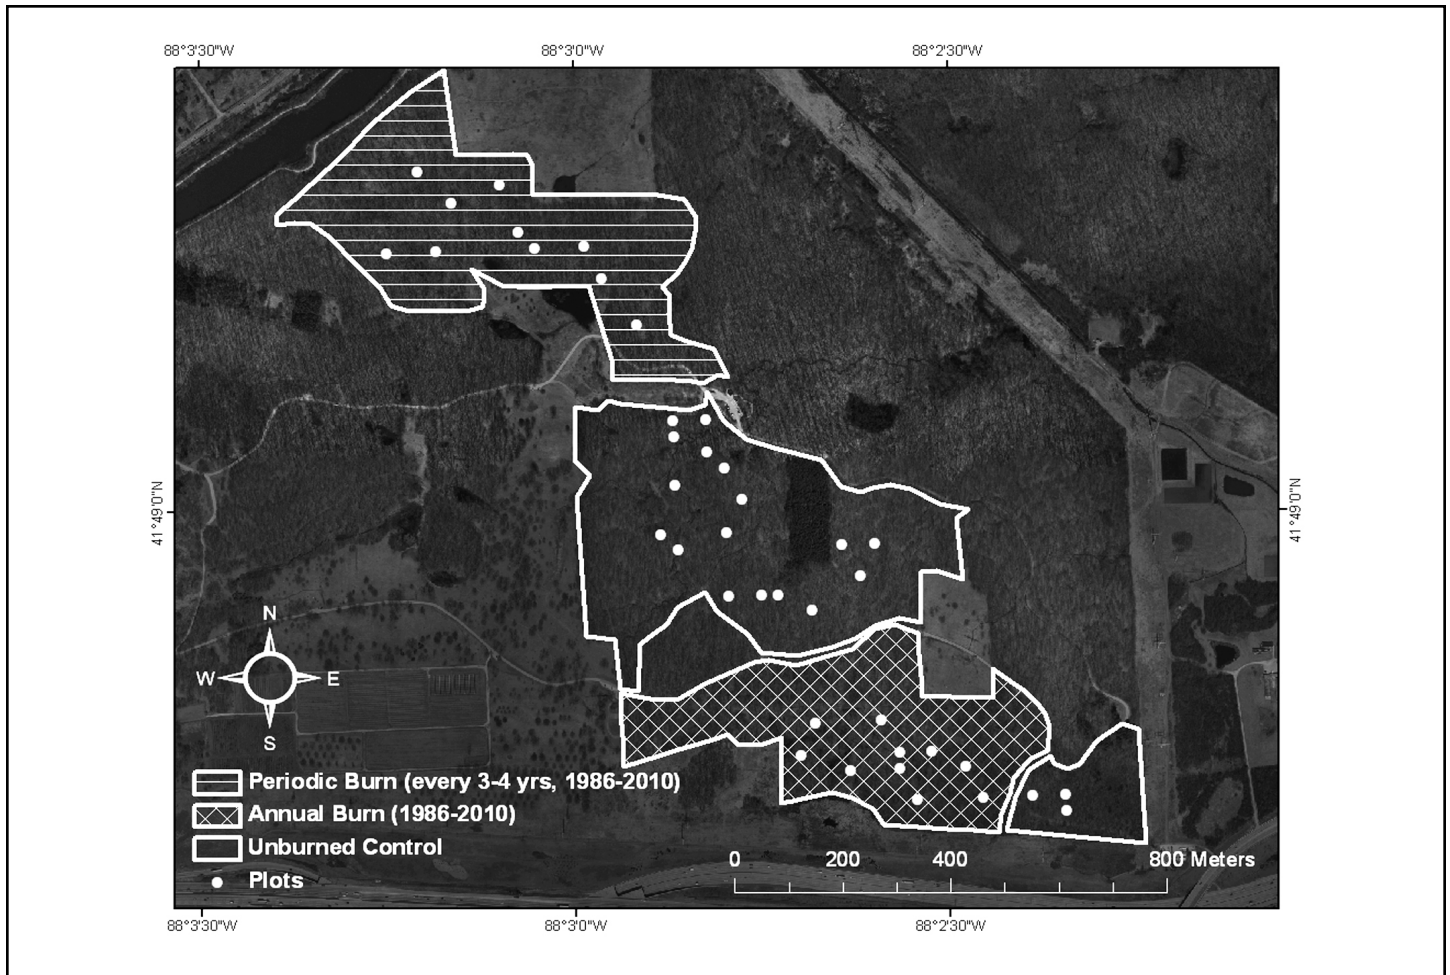 88°3'30"W 88°3'0"W 88°2'30"W
41°49'0"N
41°49'0"N
N
W E
S
Periodic Burn (every 3-4 yrs, 1986-2010)
Annual Burn (1986-2010)
Unburned Control
Plots
0 200 400 800 Meters
88°3'30"W 88°3'0"W 88°2'30"W